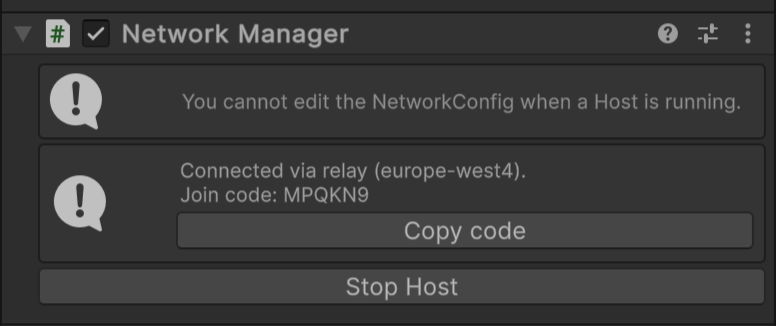 # Network Manager
You cannot edit the NetworkConfig when a Host is running.
Connected via relay (europe-west4).
Join code: MPQKN9
Copy code
Stop Host